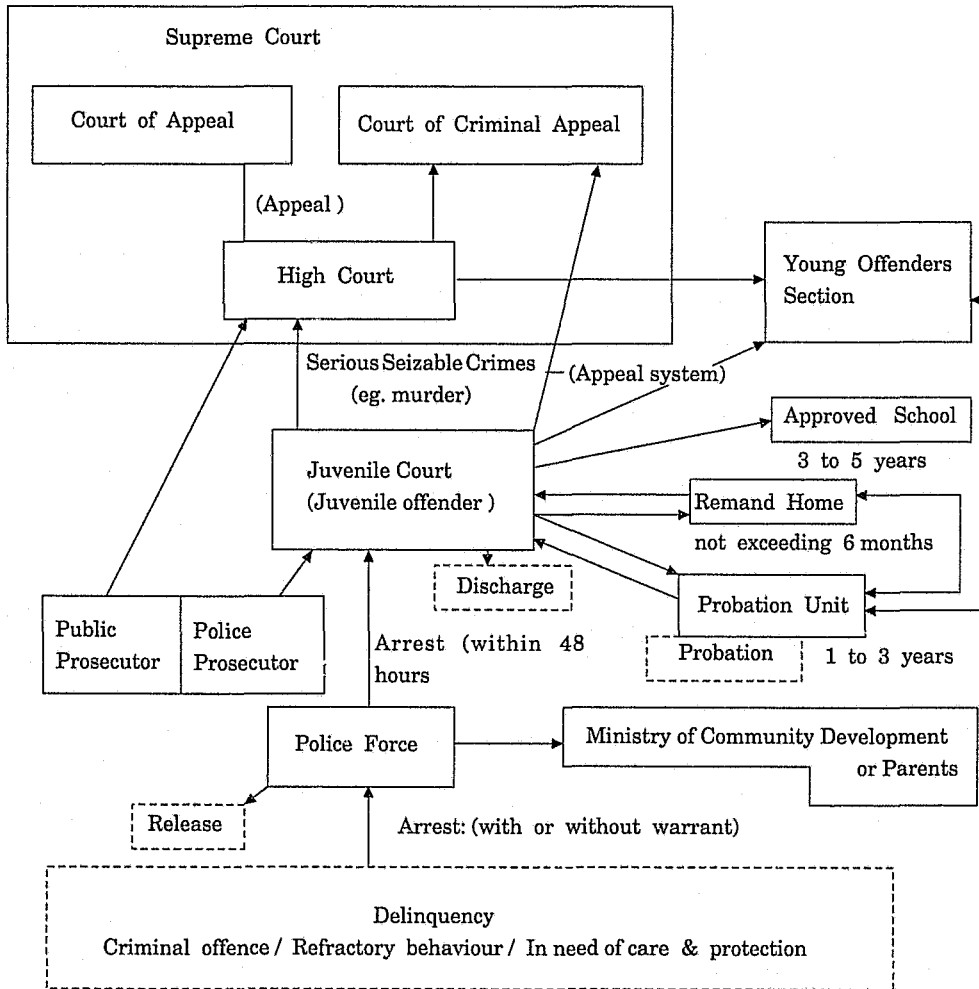 Supreme Court
Court of Appeal
Court of Criminal Appeal
(Appeal )
High Court
Young Offenders
Section
Serious Seizable Crimes
(eg. murder)
(Appeal system)
Approved School
3 to 5 years
Juvenile Court
(Juvenile offender )
Remand Home
not exceeding 6 months
Discharge
Probation Unit
Probation
1 to 3 years
Public
Prosecutor
Police
Prosecutor
Arrest (within 48
hours
Police Force
Ministry of Community Development
or Parents
Release
Arrest: (with or without warrant)
Delinquency
Criminal offence / Refractory behaviour / In need of care & protection